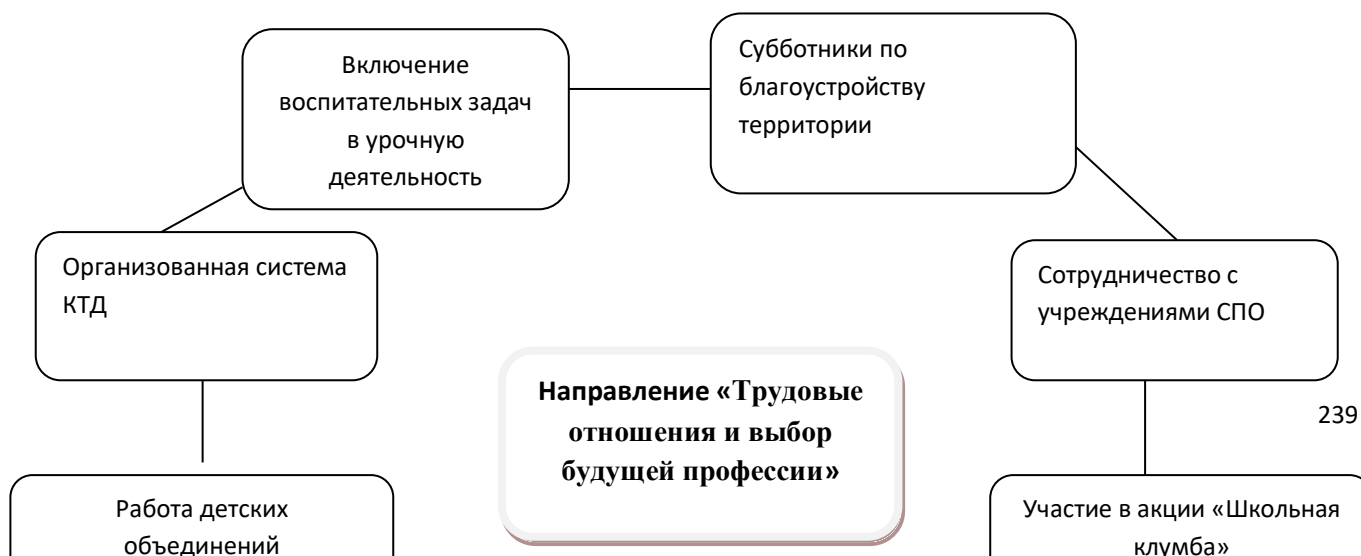 Включение
воспитательных задач
в урочную
деятельность
Субботники по
благоустройству
территории
Организованная система
КТД
Сотрудничество с
учреждениями СПО
Направление «Трудовые
отношения и выбор
будущей профессии»
239
Работа детских
объединений
Участие в акции «Школьная
клумба»